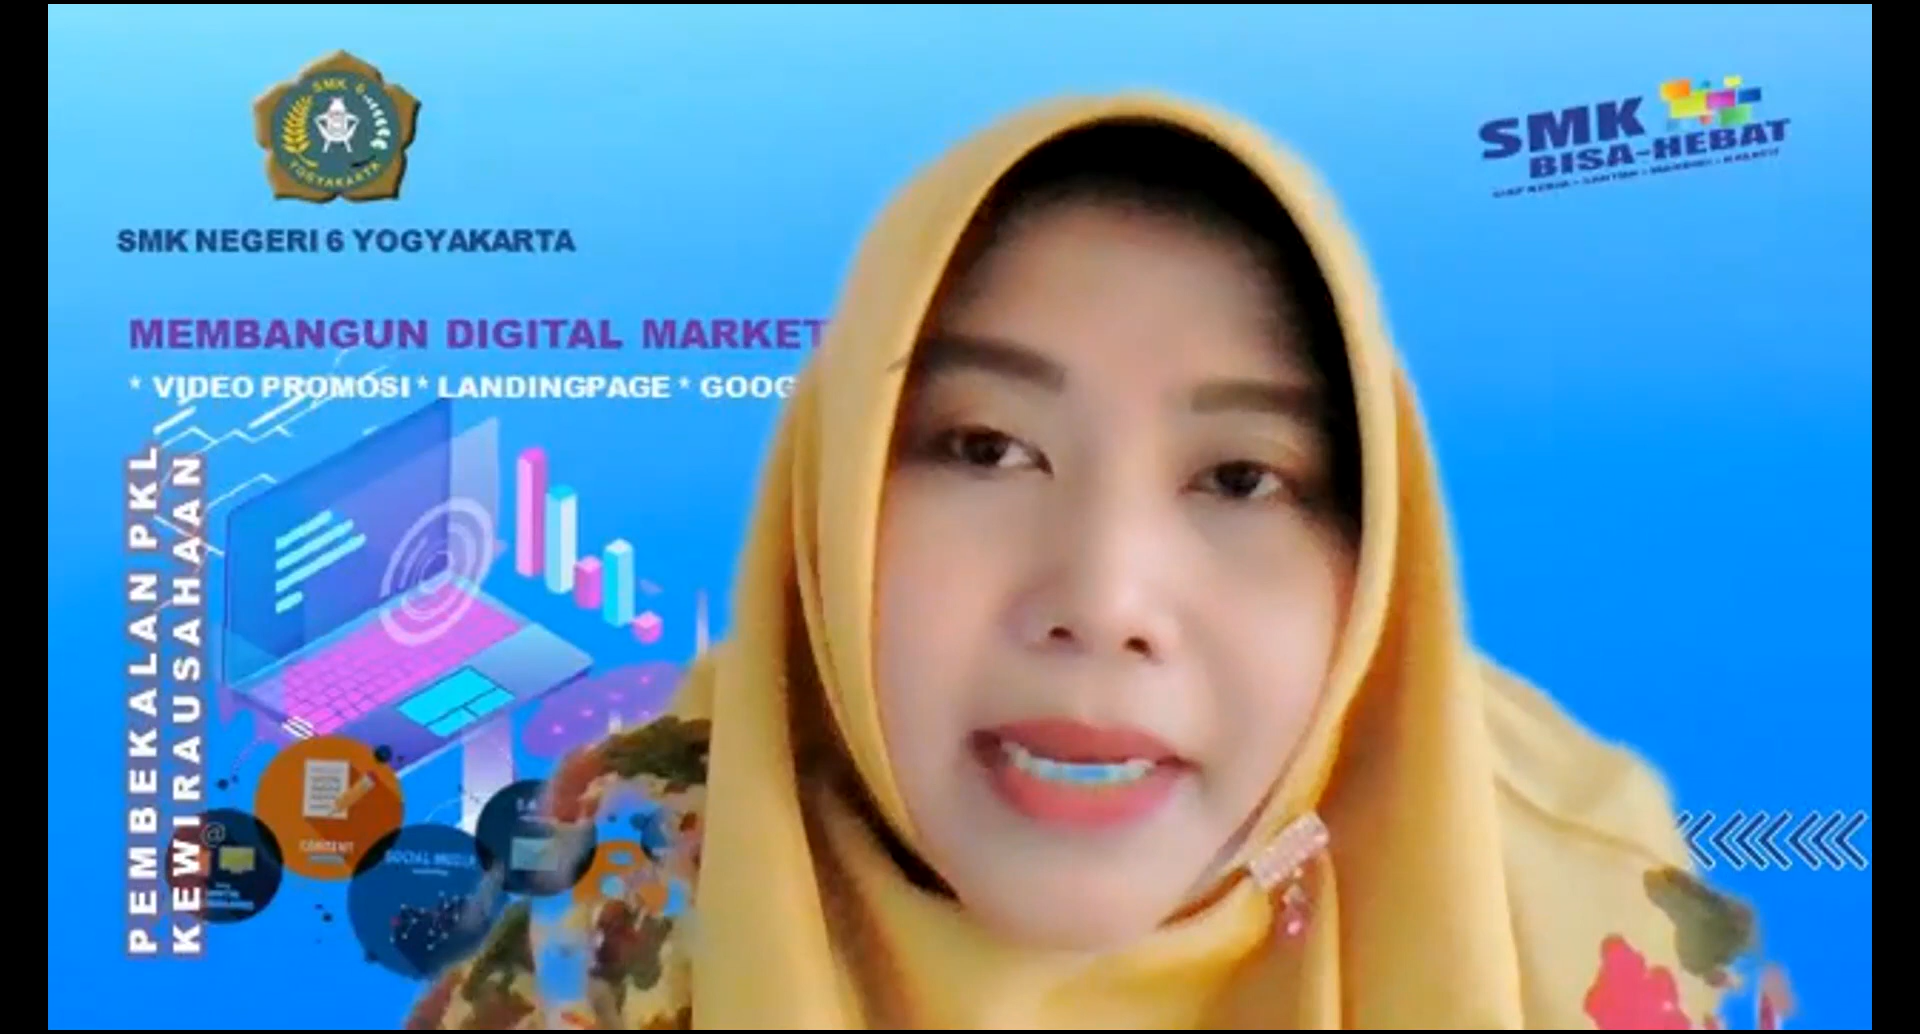 SMK 6
YOGYAKARTA
SMK NEGERI 6 YOGYAKARTA
SMK
BISA-HEBAT
MEMBANGUN DIGITAL MARKET
* VIDEO PROMOSI * LANDINGPAGE * GOOG
PEMBEKALAN PKL
KEWIRAUSAHAAN
@
CONTENT
SOCIAL MEDIA